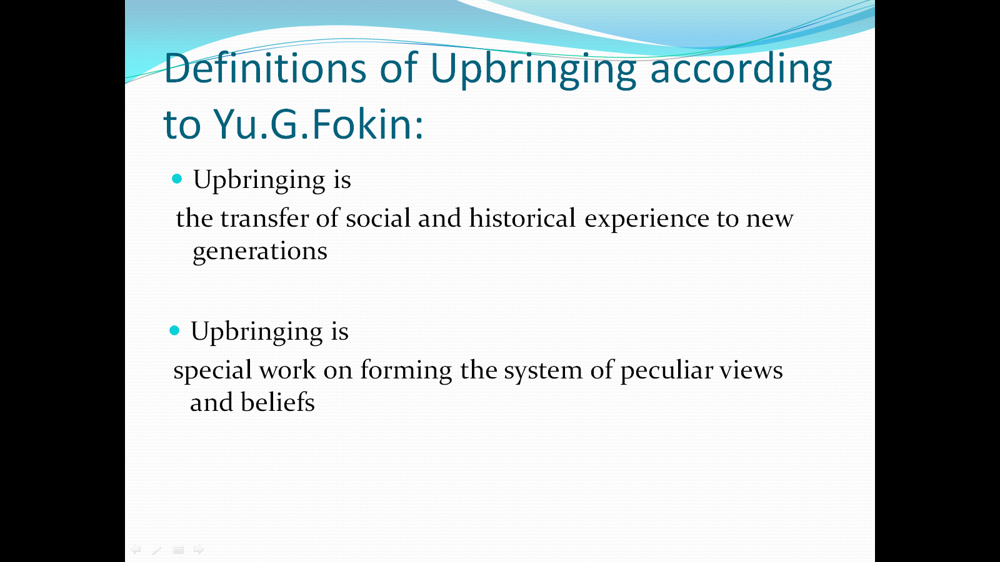 Definitions of Upbringing according
to Yu.G.Fokin:
Upbringing is
the transfer of social and historical experience to new
generations
Upbringing is
special work on forming the system of peculiar views
and beliefs